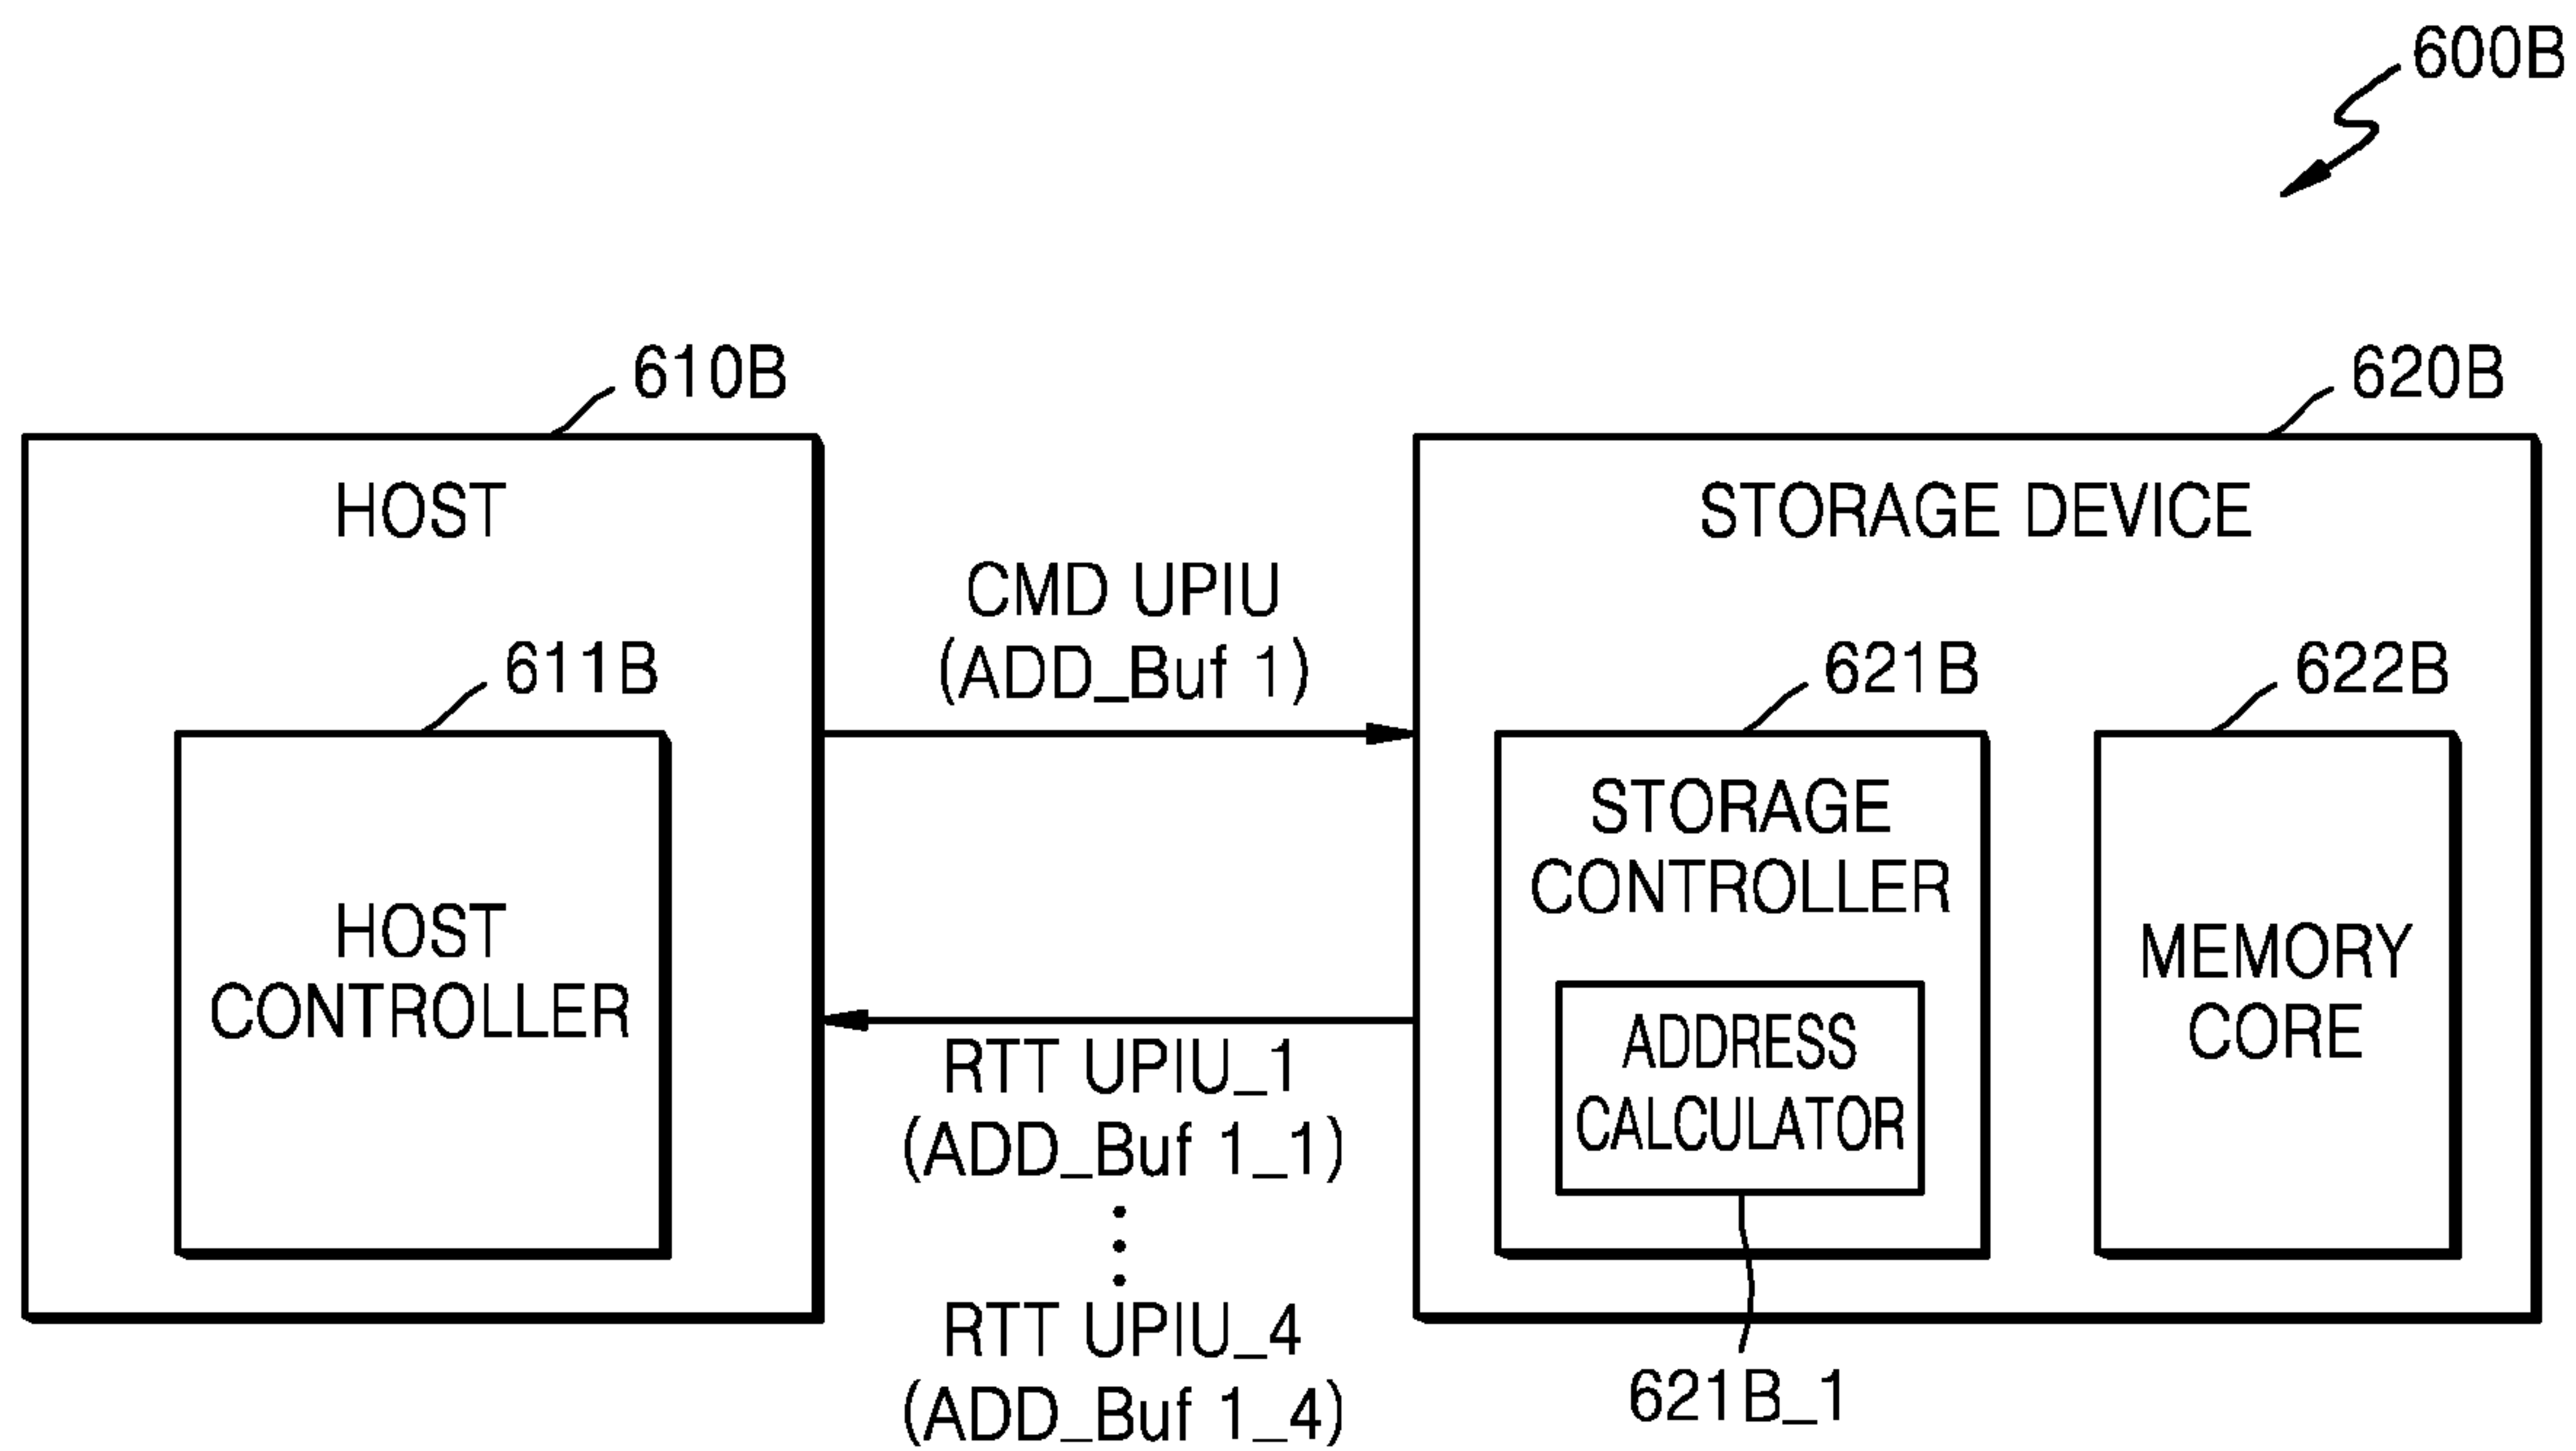 600B
610B
620B
HOST
STORAGE DEVICE
CMD UPIU
(ADD_Buf 1)
611B
621B
622B
HOST
CONTROLLER
STORAGE
CONTROLLER
ADDRESS
CALCULATOR
MEMORY
CORE
RTT UPIU_1
(ADD_Buf 1_1)
RTT UPIU_4
(ADD_Buf 1_4)
621B_1